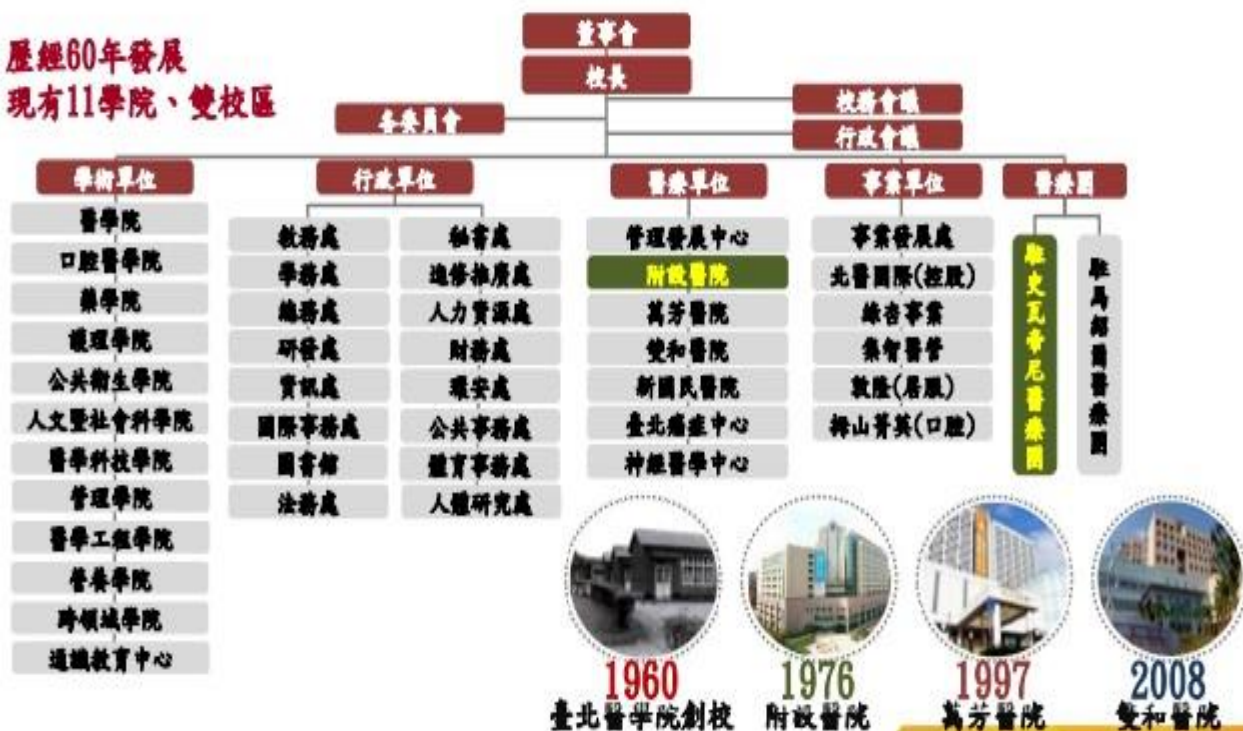 歷經60年發展
現有11學院、雙校區
董事會
校長
校務會議
各委員會
行政會議
學術單位
醫學院
口腔醫學院
藥學院
護理學院
公共衛生學院
人文暨社會科學院
醫學科技學院
管理學院
醫學工程學院
營養學院
跨領域學院
通識教育中心
行政單位
教務處
學務處
總務處
研發處
資訊處
國際事務處
圖書館
法務處
秘書處
進修推廣處
人力資源處
財務處
環安處
公共事務處
體育事務處
人體研究處
醫療單位
管理發展中心
附設醫院
萬芳醫院
雙和醫院
新國民醫院
臺北癌症中心
神經醫學中心
事業單位
事業發展處
北醫國際(控股)
綠杏事業
集智醫管
敦陸(居服)
拇山菁英(口腔)
醫療團
駐史瓦帝尼醫療團
駐馬紹爾醫療團
1960
臺北醫學院創校
1976
附設醫院
1997
萬芳醫院
2008
雙和醫院